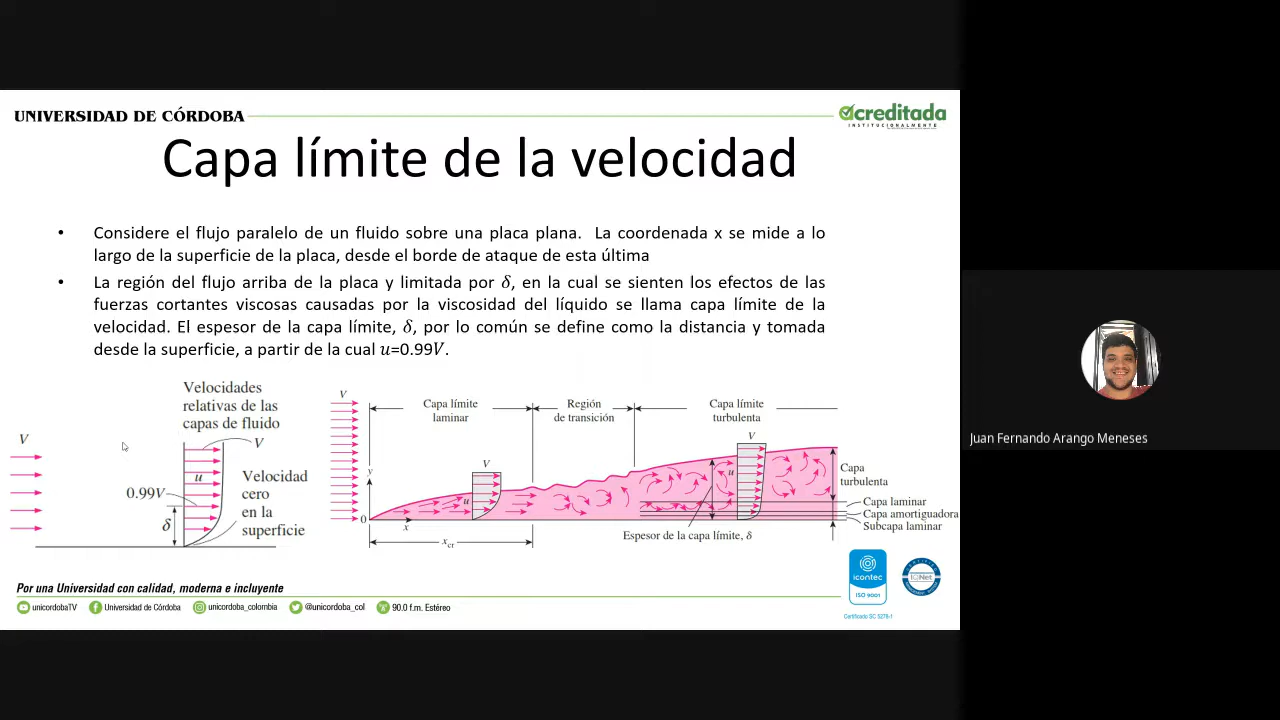 UNIVERSIDAD DE CÓRDOBA
acreditada
INSTITUCIONALMENTE
Capa límite de la velocidad
• Considere el flujo paralelo de un fluido sobre una placa plana. La coordenada x se mide a lo
largo de la superficie de la placa, desde el borde de ataque de esta última
• La región del flujo arriba de la placa y limitada por δ, en la cual se sienten los efectos de las
fuerzas cortantes viscosas causadas por la viscosidad del líquido se llama capa límite de la
velocidad. El espesor de la capa límite, δ, por lo común se define como la distancia y tomada
desde la superficie, a partir de la cual u=0.99V.
Velocidades
relativas de las
capas de fluido
V
V
u
0.99V
Velocidad
cero
en la
superficie
δ
V
Capa límite
laminar
Región
de transición
Capa límite
turbulenta
y
V
u
V
u
0
x
xcr
Capa
turbulenta
Capa laminar
Capa amortiguadora
Subcapa laminar
Espesor de la capa límite, δ
Juan Fernando Arango Meneses
Por una Universidad con calidad, moderna e incluyente
unicordobaTV
Universidad de Córdoba
unicordoba_colombia
@unicordoba_col
90.0 f.m. Estéreo
icontec
ISO 9001
IQNet
Certificado SC 5278-1